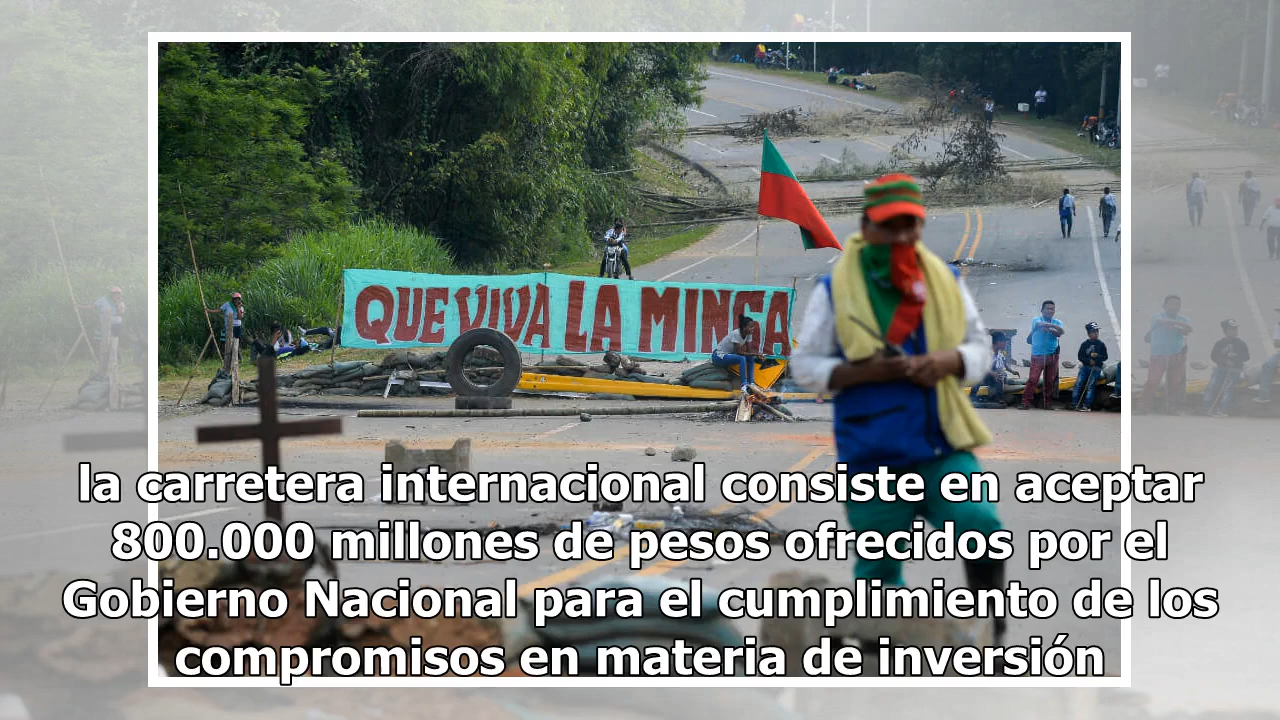 QUE VIVA LA MINGA
la carretera internacional consiste en aceptar
800.000 millones de pesos ofrecidos por el
Gobierno Nacional para el cumplimiento de los
compromisos en materia de inversión